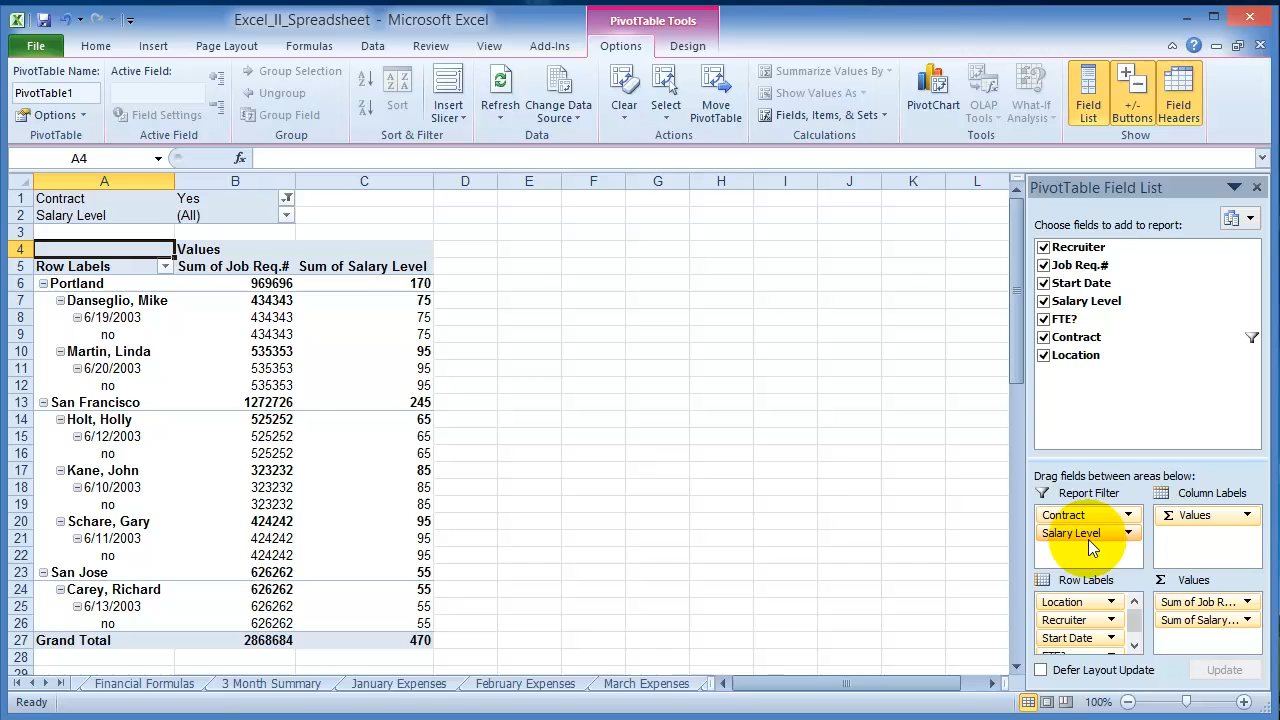 Excel_II_Spreadsheet - Microsoft Excel
PivotTable Tools
File Home Insert Page Layout Formulas Data Review View Add-Ins Options Design
PivotTable Name:
PivotTable1
Options
PivotTable
Active Field:
Field Settings
Active Field
Group Selection
Ungroup
Group Field
Group
Sort
Insert Slicer
Sort & Filter
Refresh
Change Data Source
Data
Clear
Select
Move PivotTable
Actions
Summarize Values By
Show Values As
Fields, Items, & Sets
Calculations
PivotChart
OLAP Tools
What-If Analysis
Tools
Field List
+/- Buttons
Field Headers
Show
A4
fx
A B C D E F G H I J K L
1 Contract Yes
2 Salary Level (All)
3
4 Values
5 Row Labels Sum of Job Req.# Sum of Salary Level
6 Portland 969696 170
7 Danseglio, Mike 434343 75
8 6/19/2003 434343 75
9 no 434343 75
10 Martin, Linda 535353 95
11 6/20/2003 535353 95
12 no 535353 95
13 San Francisco 1272726 245
14 Holt, Holly 525252 65
15 6/12/2003 525252 65
16 no 525252 65
17 Kane, John 323232 85
18 6/10/2003 323232 85
19 no 323232 85
20 Schare, Gary 424242 95
21 6/11/2003 424242 95
22 no 424242 95
23 San Jose 626262 55
24 Carey, Richard 626262 55
25 6/13/2003 626262 55
26 no 626262 55
27 Grand Total 2868684 470
28
29
PivotTable Field List
Choose fields to add to report:
Recruiter
Job Req.#
Start Date
Salary Level
FTE?
Contract
Location
Drag fields between areas below:
Report Filter
Contract
Salary Level
Column Labels
Σ Values
Row Labels
Location
Recruiter
Start Date
FTE?
Σ Values
Sum of Job R...
Sum of Salary...
Defer Layout Update
Update
Financial Formulas 3 Month Summary January Expenses February Expenses March Expenses
Ready
100%